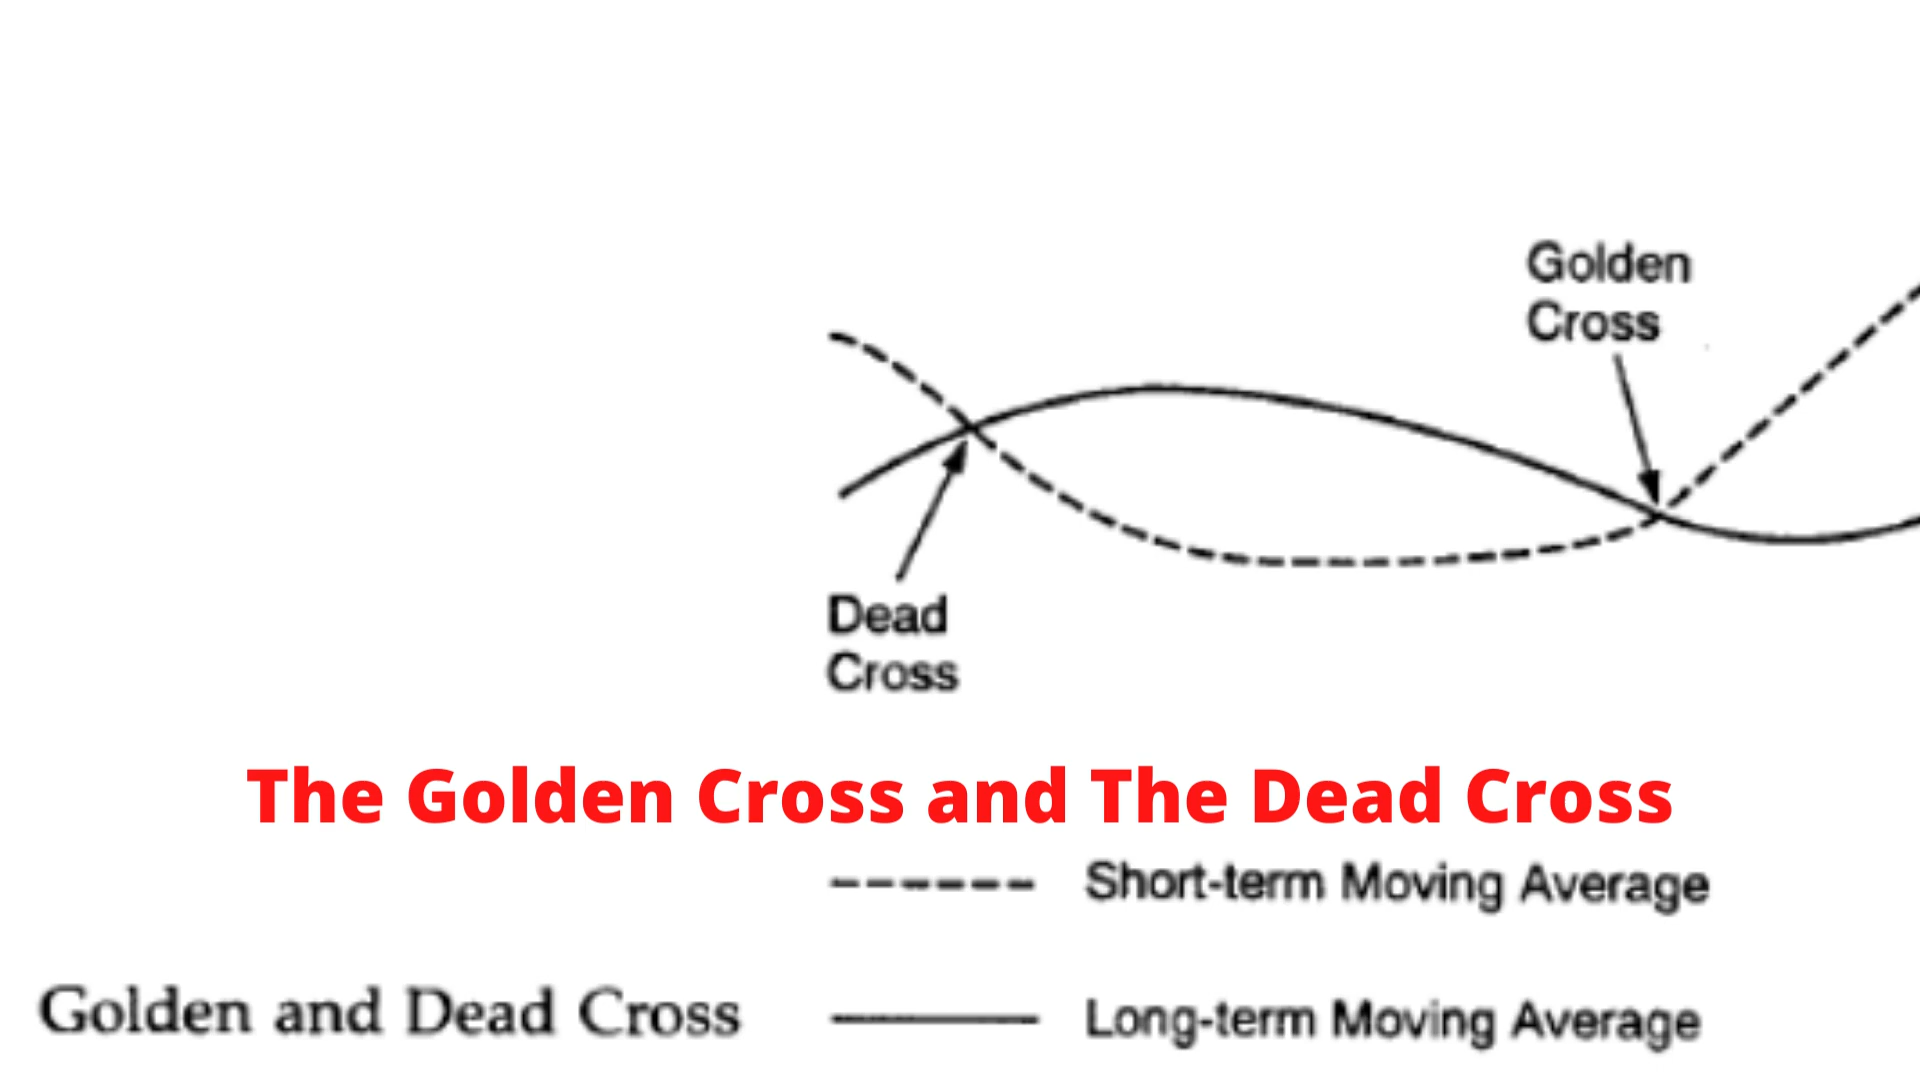 Golden
Cross
Dead
Cross
The Golden Cross and The Dead Cross
Short-term Moving Average
Golden and Dead Cross
Long-term Moving Average